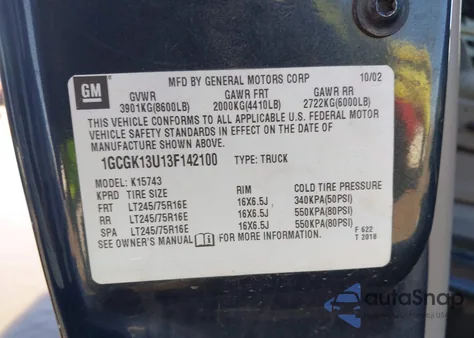 GM
MFD BY GENERAL MOTORS CORP 10/02
GVWR GAWR FRT GAWR RR
3901KG(8600LB) 2000KG(4410LB) 2722KG(6000LB)
THIS VEHICLE CONFORMS TO ALL APPLICABLE U.S. FEDERAL MOTOR
VEHICLE SAFETY STANDARDS IN EFFECT ON THE DATE OF
MANUFACTURE SHOWN ABOVE.
1GCGK13U13F142100 TYPE: TRUCK
MODEL: K15743
KPRD TIRE SIZE RIM COLD TIRE PRESSURE
FRT LT245/75R16E 16X6.5J 340KPA(50PSI)
RR LT245/75R16E 16X6.5J 550KPA(80PSI)
SPA LT245/75R16E 16X6.5J 550KPA(80PSI)
SEE OWNER'S MANUAL FOR MORE INFORMATION.
F 622
T 2018
autoSnap